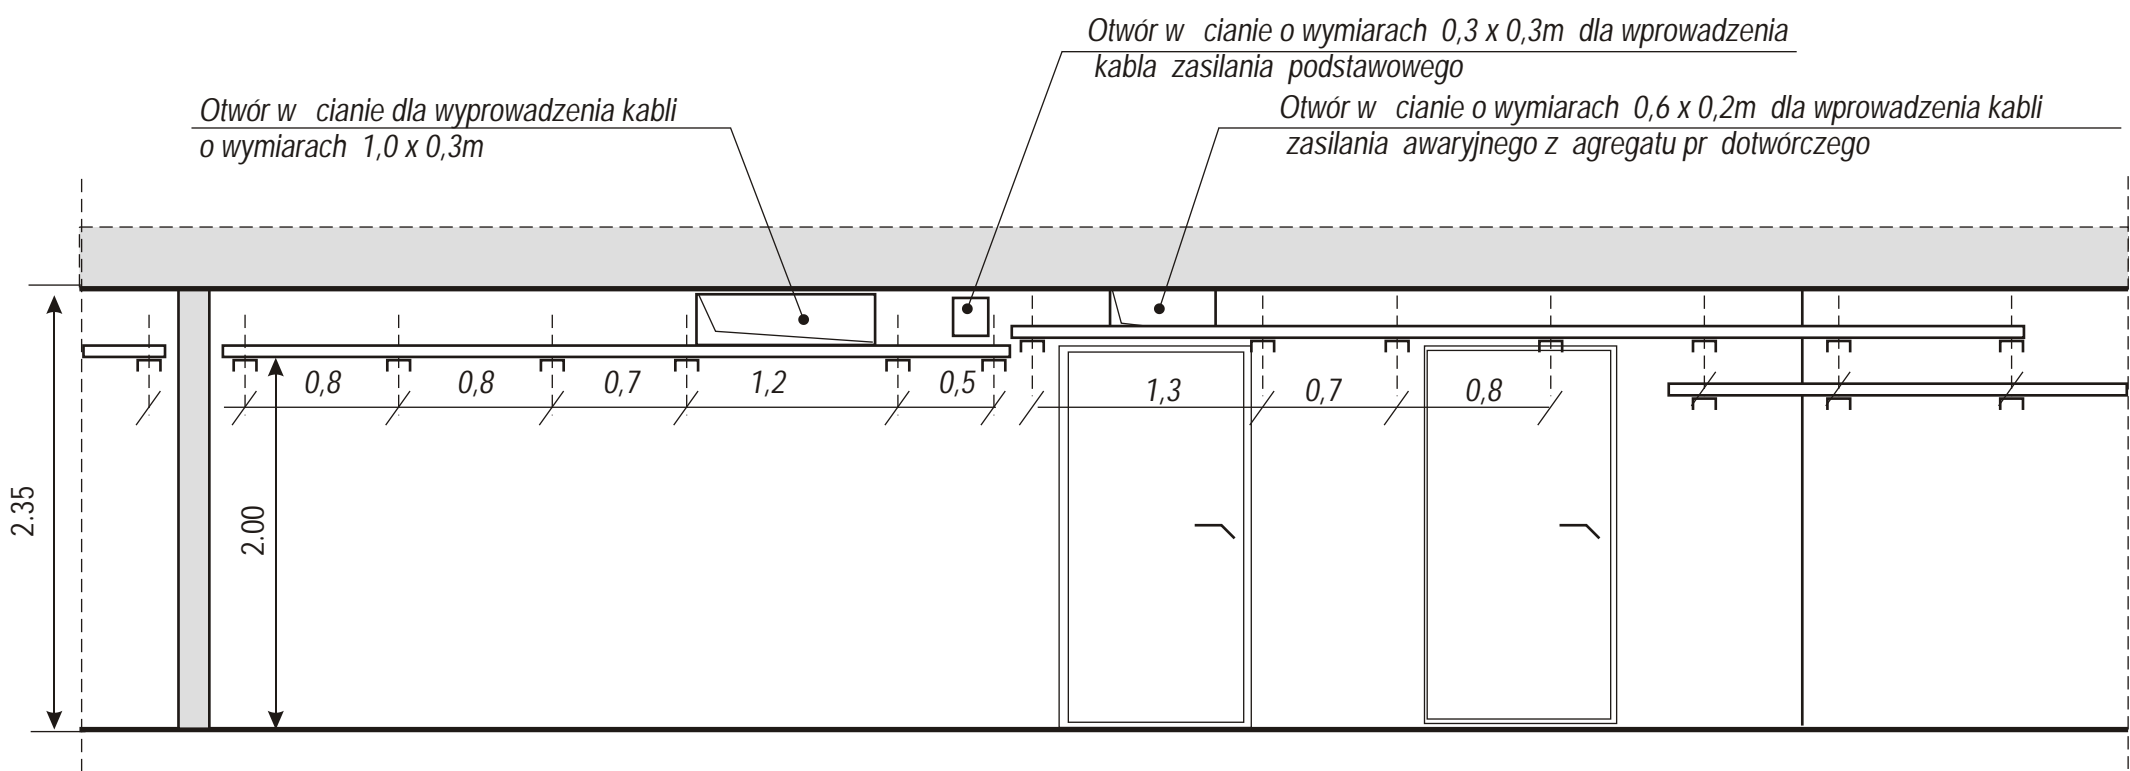 Otwór w cianie o wymiarach 0,3 x 0,3m dla wprowadzenia
kabla zasilania podstawowego
Otwór w cianie dla wyprowadzenia kabli
o wymiarach 1,0 x 0,3m
Otwór w cianie o wymiarach 0,6 x 0,2m dla wprowadzenia kabli
zasilania awaryjnego z agregatu pr dotwórczego
0,8
0,8
0,7
1,2
0,5
1,3
0,7
0,8
2.35
2.00